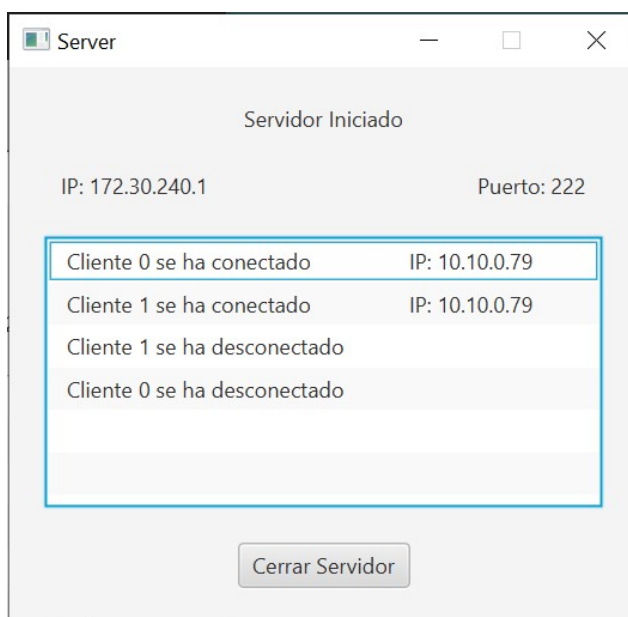 Server
Servidor Iniciado
IP: 172.30.240.1 Puerto: 222
Cliente 0 se ha conectado IP: 10.10.0.79
Cliente 1 se ha conectado IP: 10.10.0.79
Cliente 1 se ha desconectado
Cliente 0 se ha desconectado
Cerrar Servidor